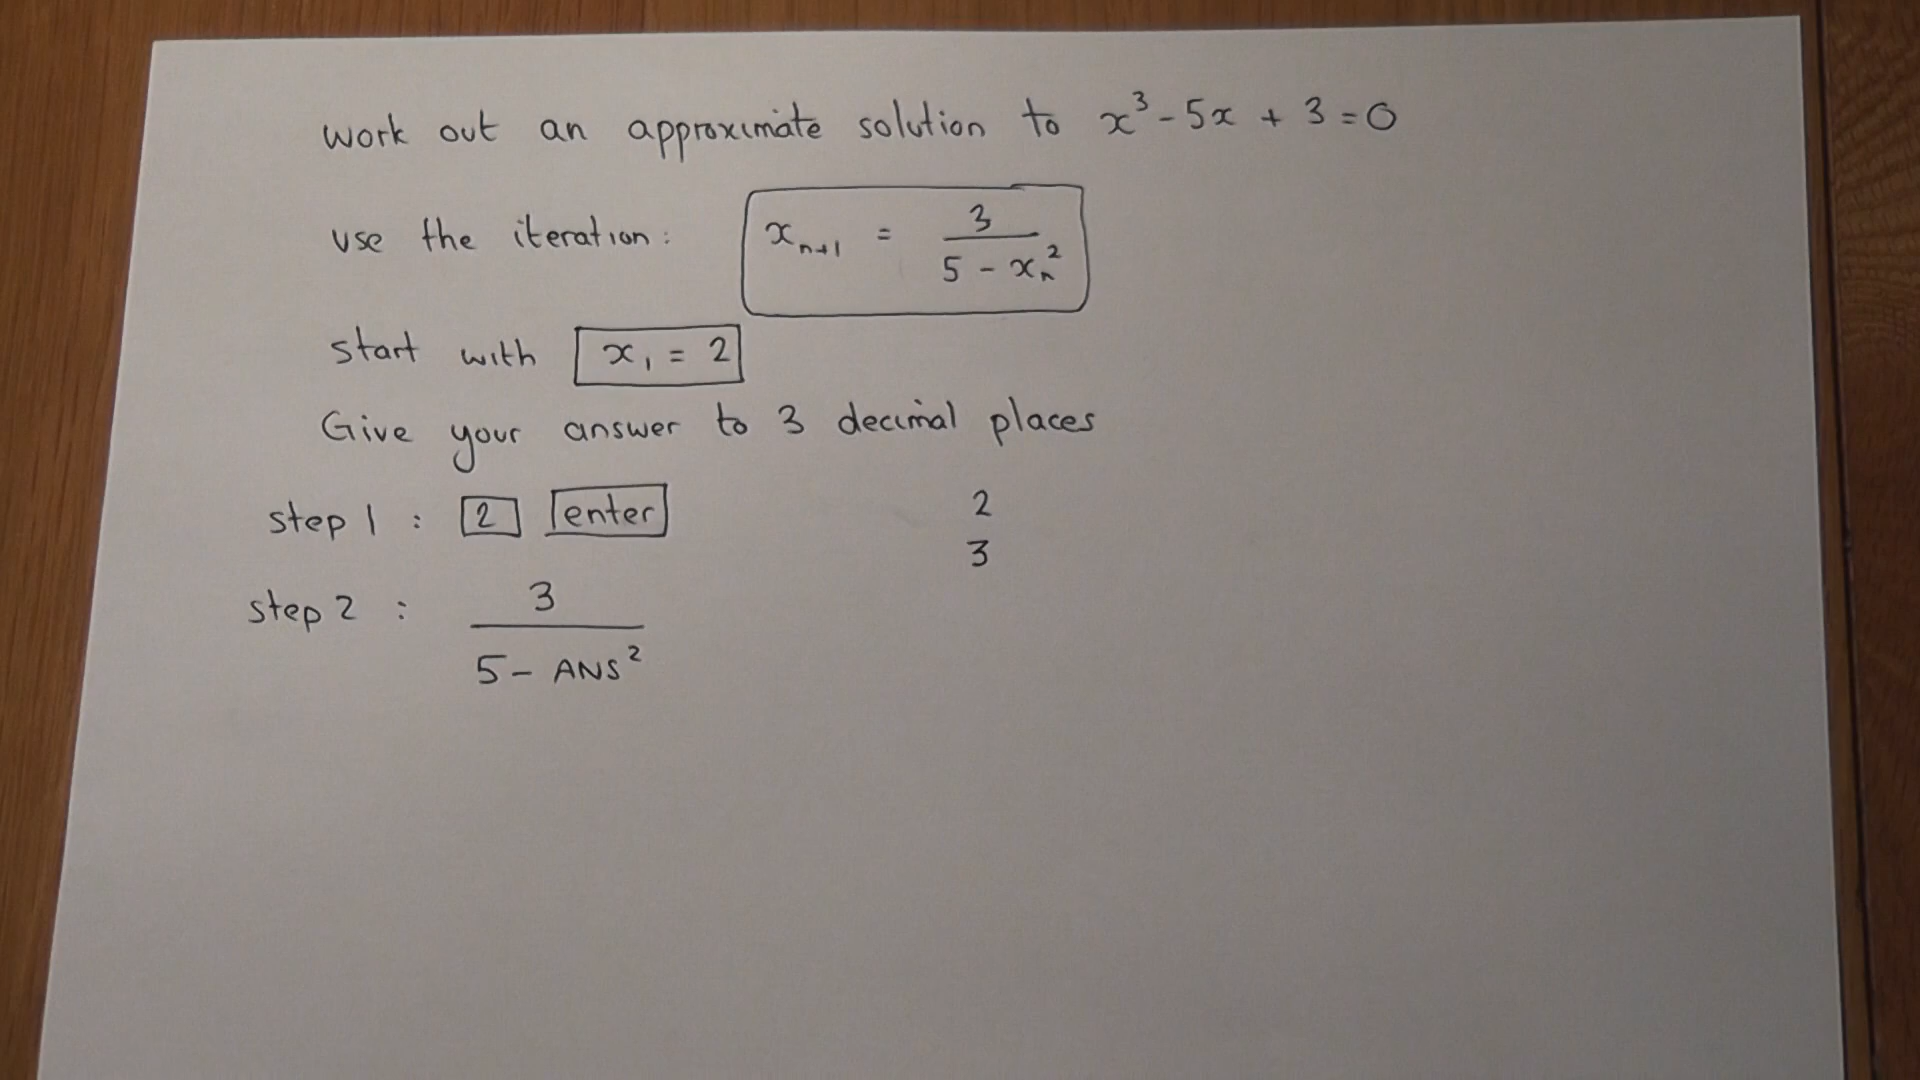 work out an approximate solution to x³ - 5x + 3 = 0
use the iteration: xₙ₊₁ = 3 / (5 - xₙ²)
start with x₁ = 2
Give your answer to 3 decimal places
step 1 : 2 enter 2
3
step 2 : 3 / (5 - ANS²)